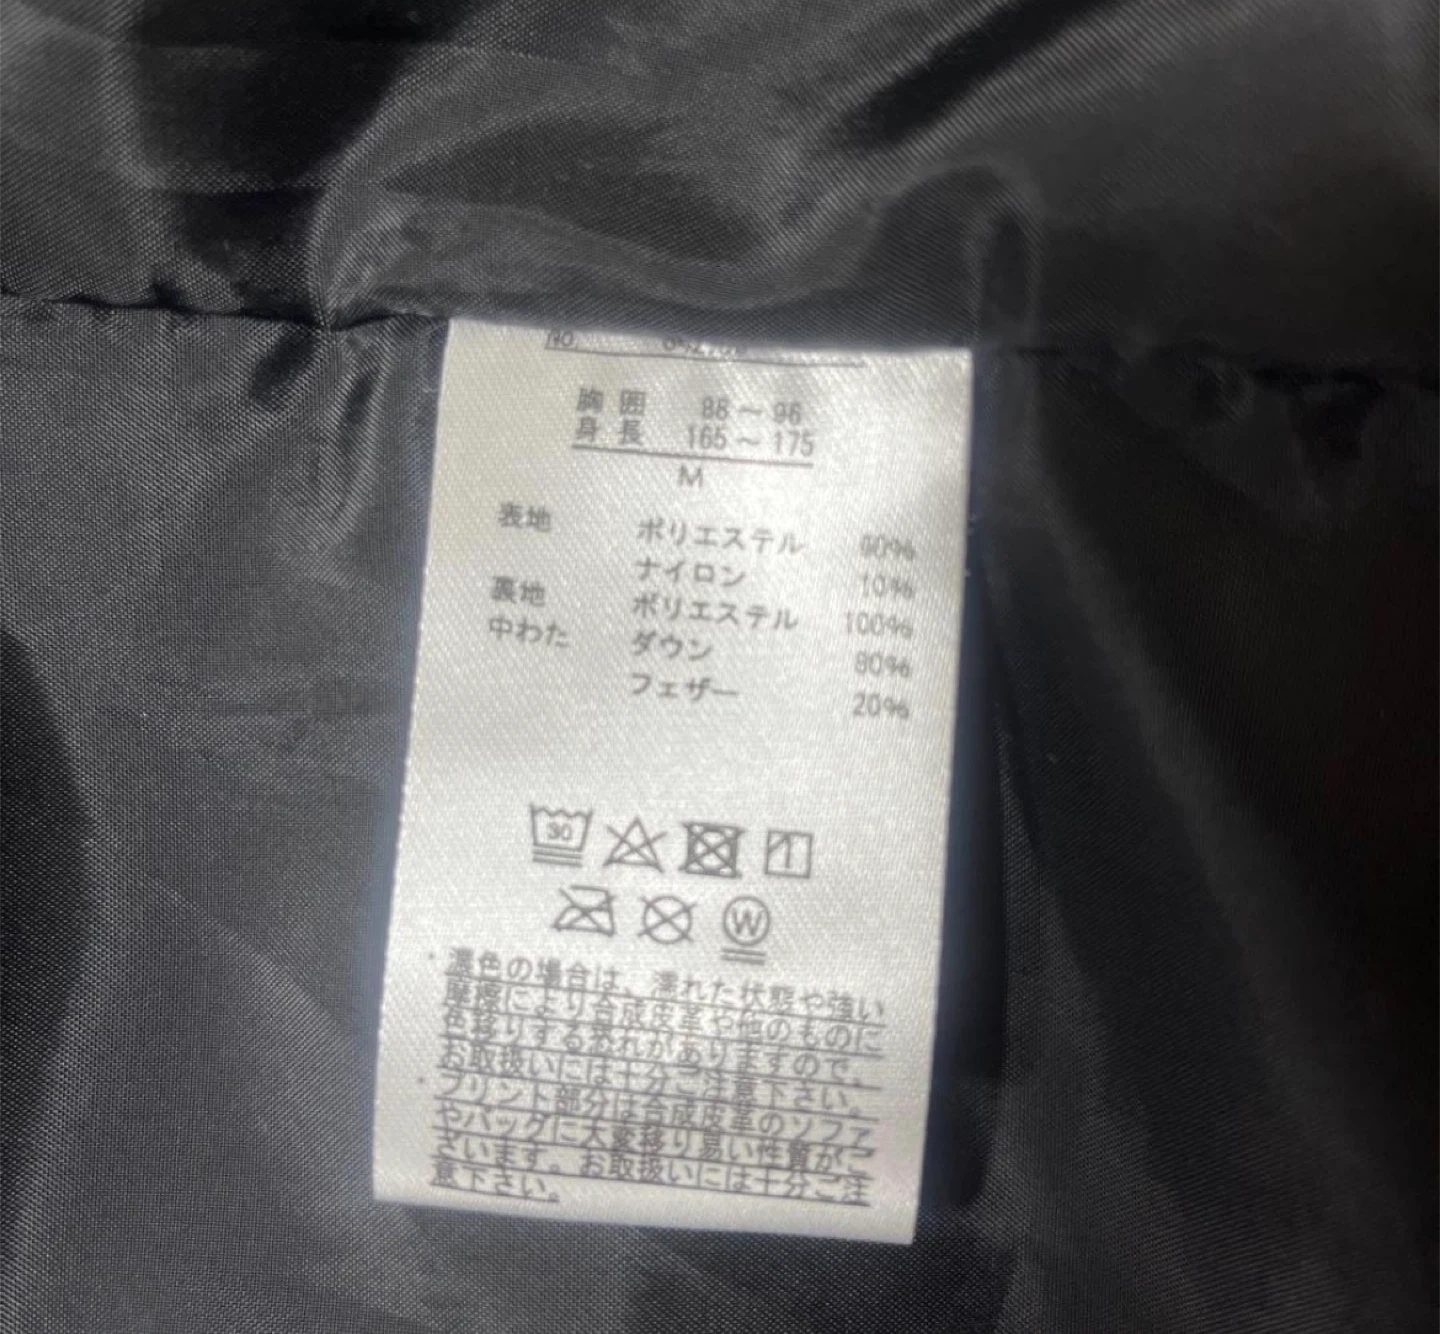 胸囲 88～96
身長 165～175
M
表地 ポリエステル 60%
ナイロン 10%
裏地 ポリエステル 100%
中わた ダウン 80%
フェザー 20%
30
W
・濃色の場合は、濡れた状態や強い
摩擦により合成皮革や他のものに
色移りする恐れがありますので、
お取扱いには十分ご注意下さい。
・プリント部分は合成皮革のソファ
やバッグに大変移り易い性質がご
ざいます。お取扱いには十分ご注
意下さい。